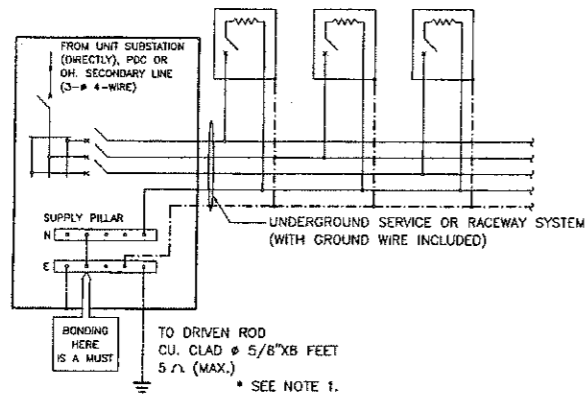 FROM UNIT SUBSTATION
(DIRECTLY), PDC OR
OH. SECONDARY LINE
(3-ø 4-WIRE)
SUPPLY PILLAR
N
E
UNDERGROUND SERVICE OR RACEWAY SYSTEM
(WITH GROUND WIRE INCLUDED)
BONDING
HERE
IS A MUST
TO DRIVEN ROD
CU. CLAD ø 5/8"X8 FEET
5 Ω (MAX.)
* SEE NOTE 1.